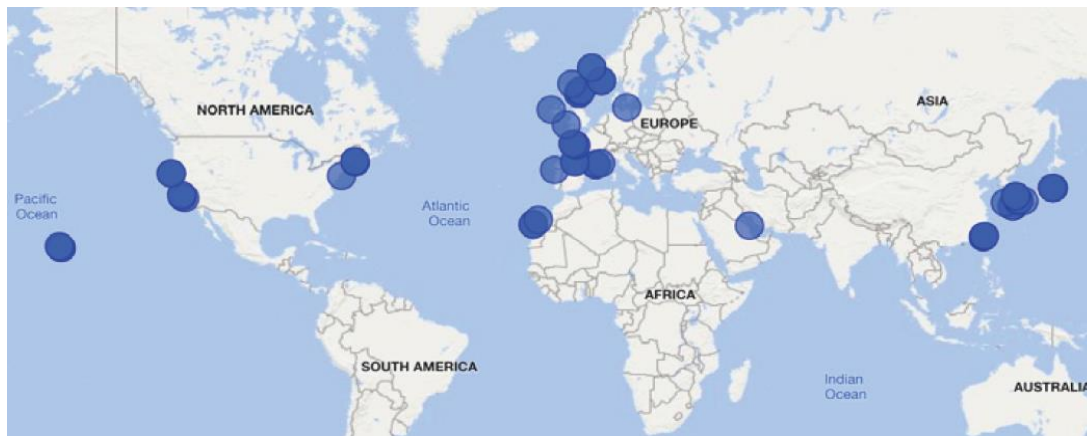 NORTH AMERICA
ASIA
EUROPE
Pacific
Ocean
Atlantic
Ocean
AFRICA
SOUTH AMERICA
Indian
Ocean
AUSTRALIA